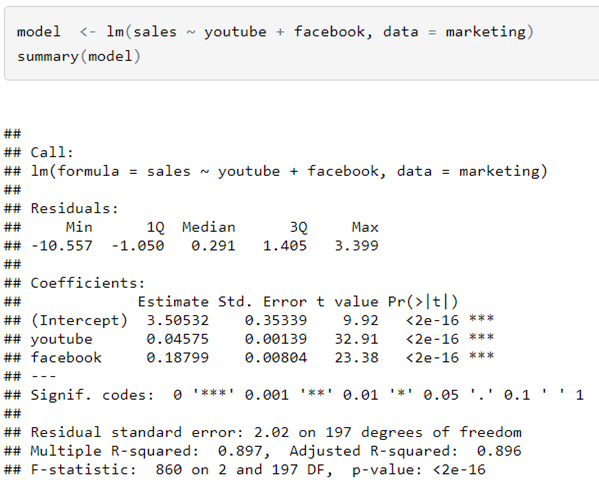 model  <- lm(sales ~ youtube + facebook, data = marketing)
summary(model)
##
## Call:
## lm(formula = sales ~ youtube + facebook, data = marketing)
##
## Residuals:
##     Min      1Q  Median      3Q     Max
## -10.557  -1.050   0.291   1.405   3.399
##
## Coefficients:
##             Estimate Std. Error t value Pr(>|t|)
## (Intercept)  3.50532    0.35339    9.92   <2e-16 ***
## youtube      0.04575    0.00139   32.91   <2e-16 ***
## facebook     0.18799    0.00804   23.38   <2e-16 ***
## ---
## Signif. codes:  0 '***' 0.001 '**' 0.01 '*' 0.05 '.' 0.1 ' ' 1
##
## Residual standard error: 2.02 on 197 degrees of freedom
## Multiple R-squared:  0.897, Adjusted R-squared:  0.896
## F-statistic:  860 on 2 and 197 DF,  p-value: <2e-16